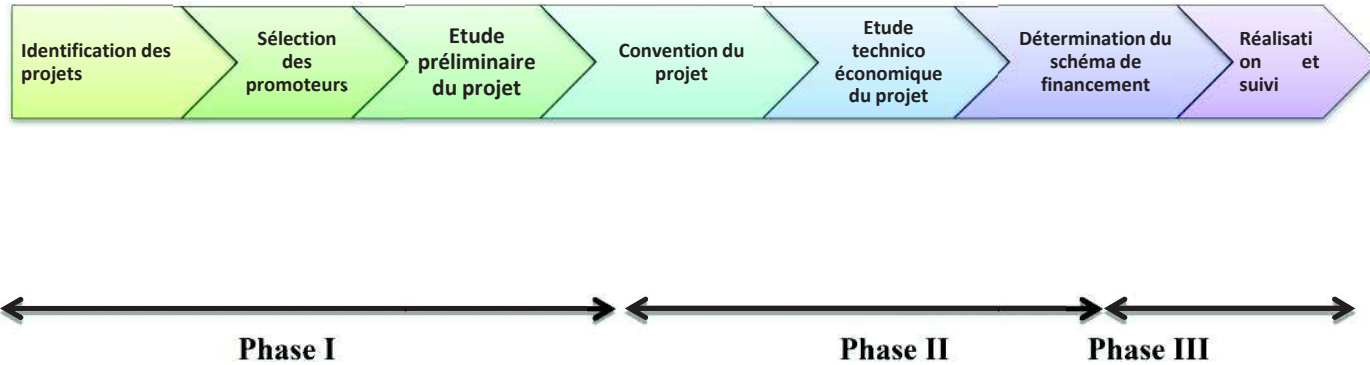 Identification des
projets
Sélection
des
promoteurs
Etude
préliminaire
du projet
Convention du
projet
Etude
technico
économique
du projet
Détermination du
schéma de
financement
Réalisati
on et
suivi
Phase I
Phase II
Phase III